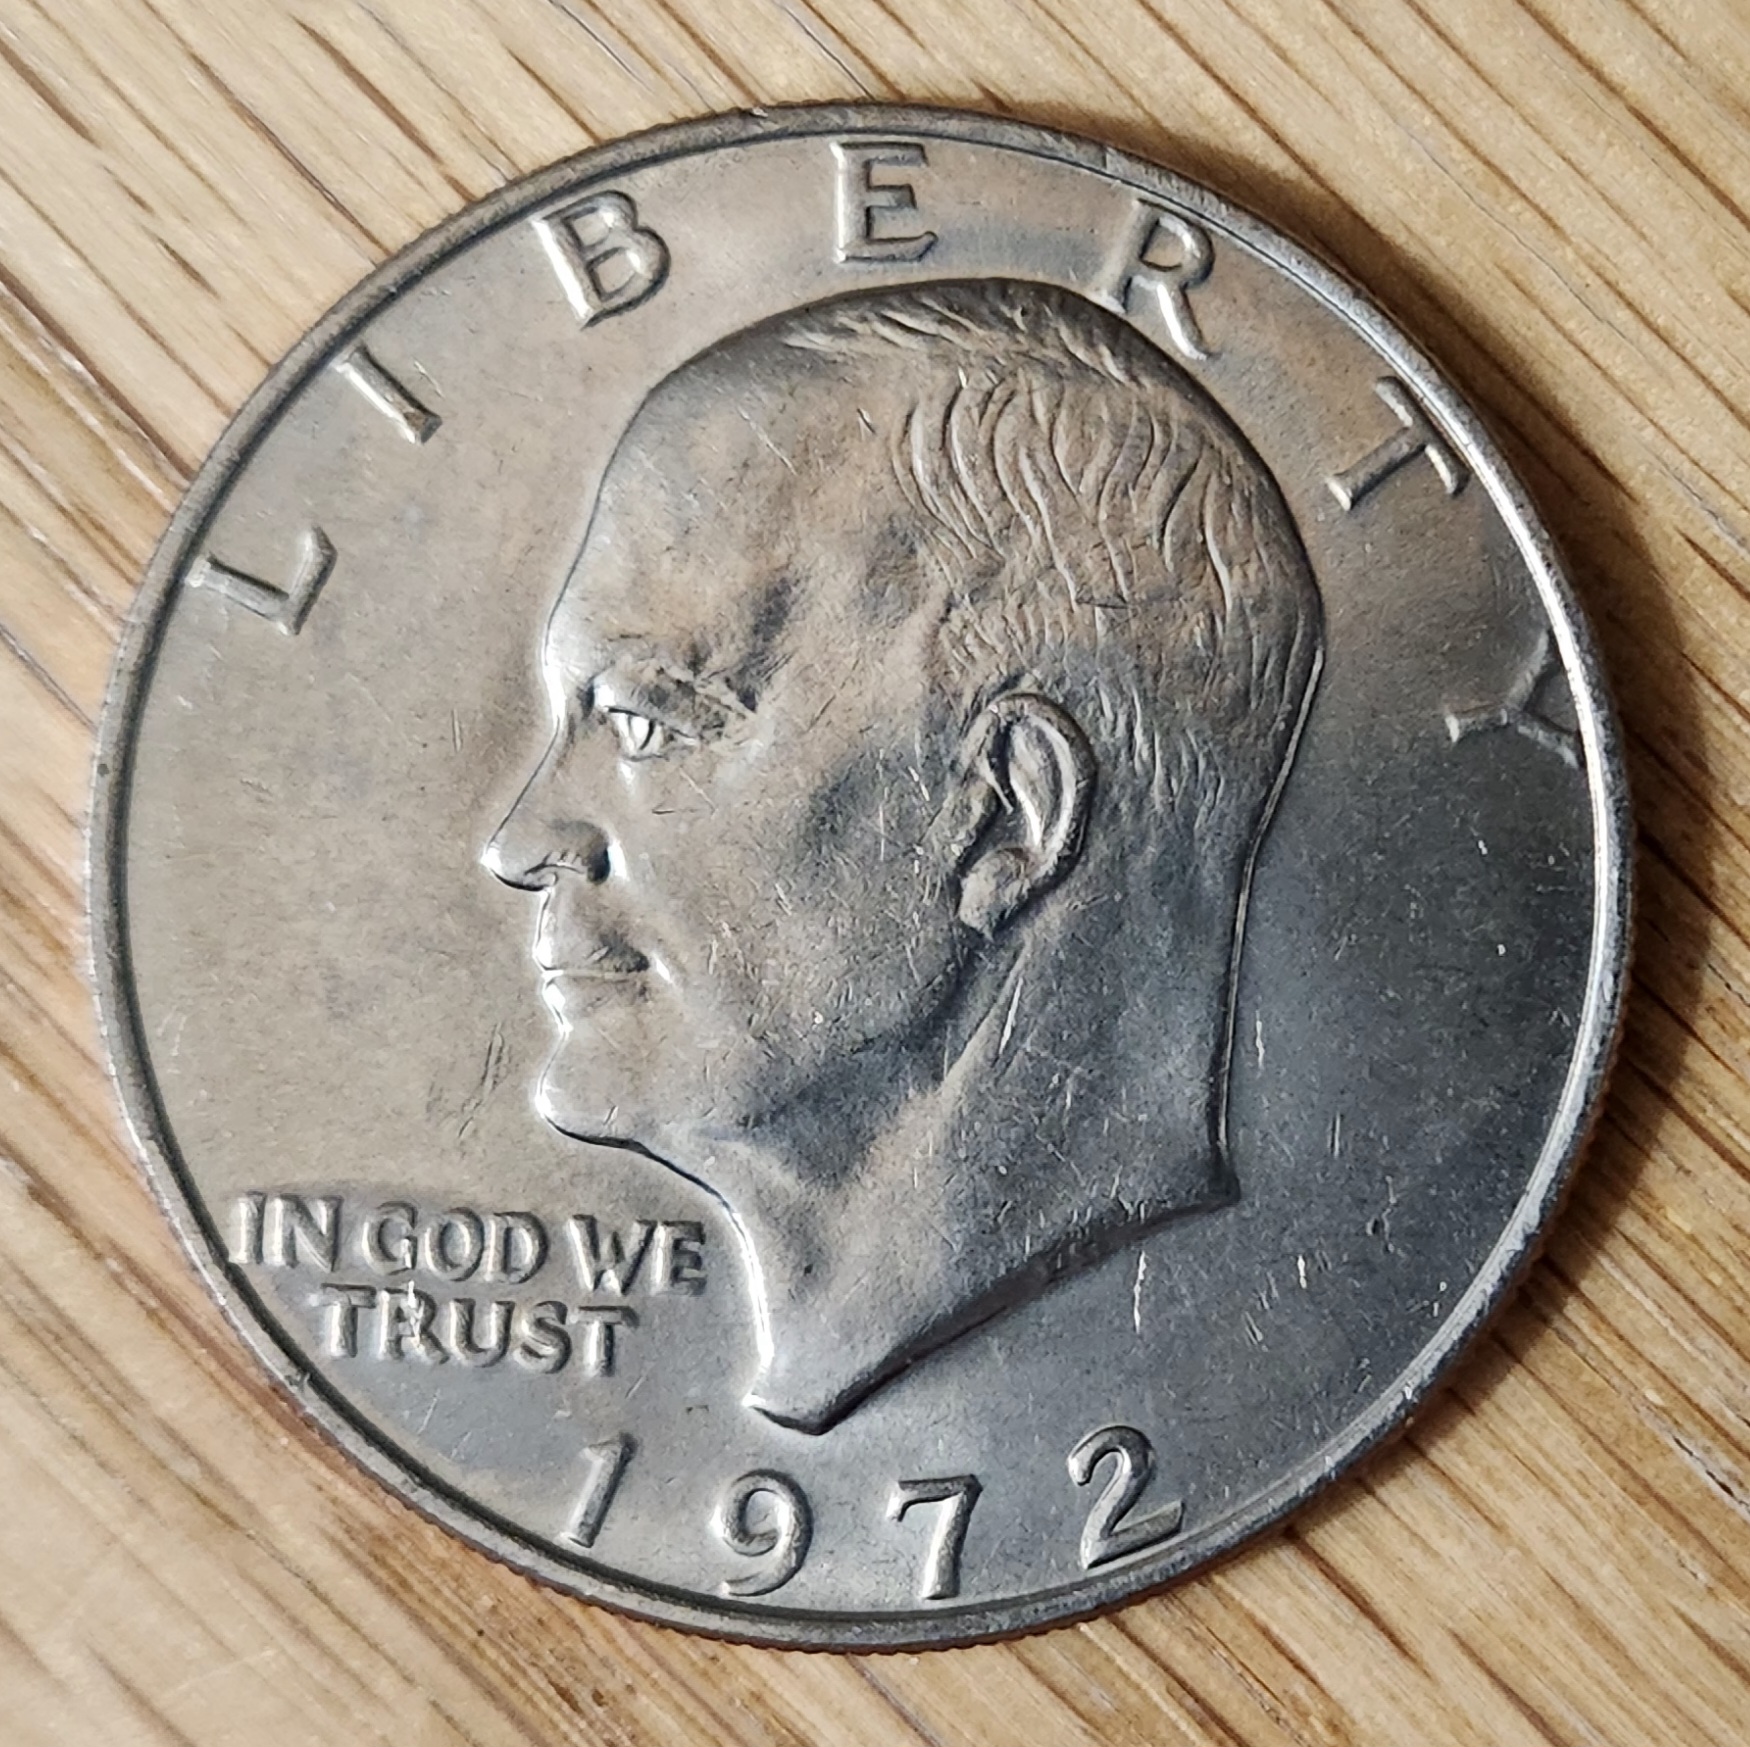 LIBERTY
IN GOD WE
TRUST
1972